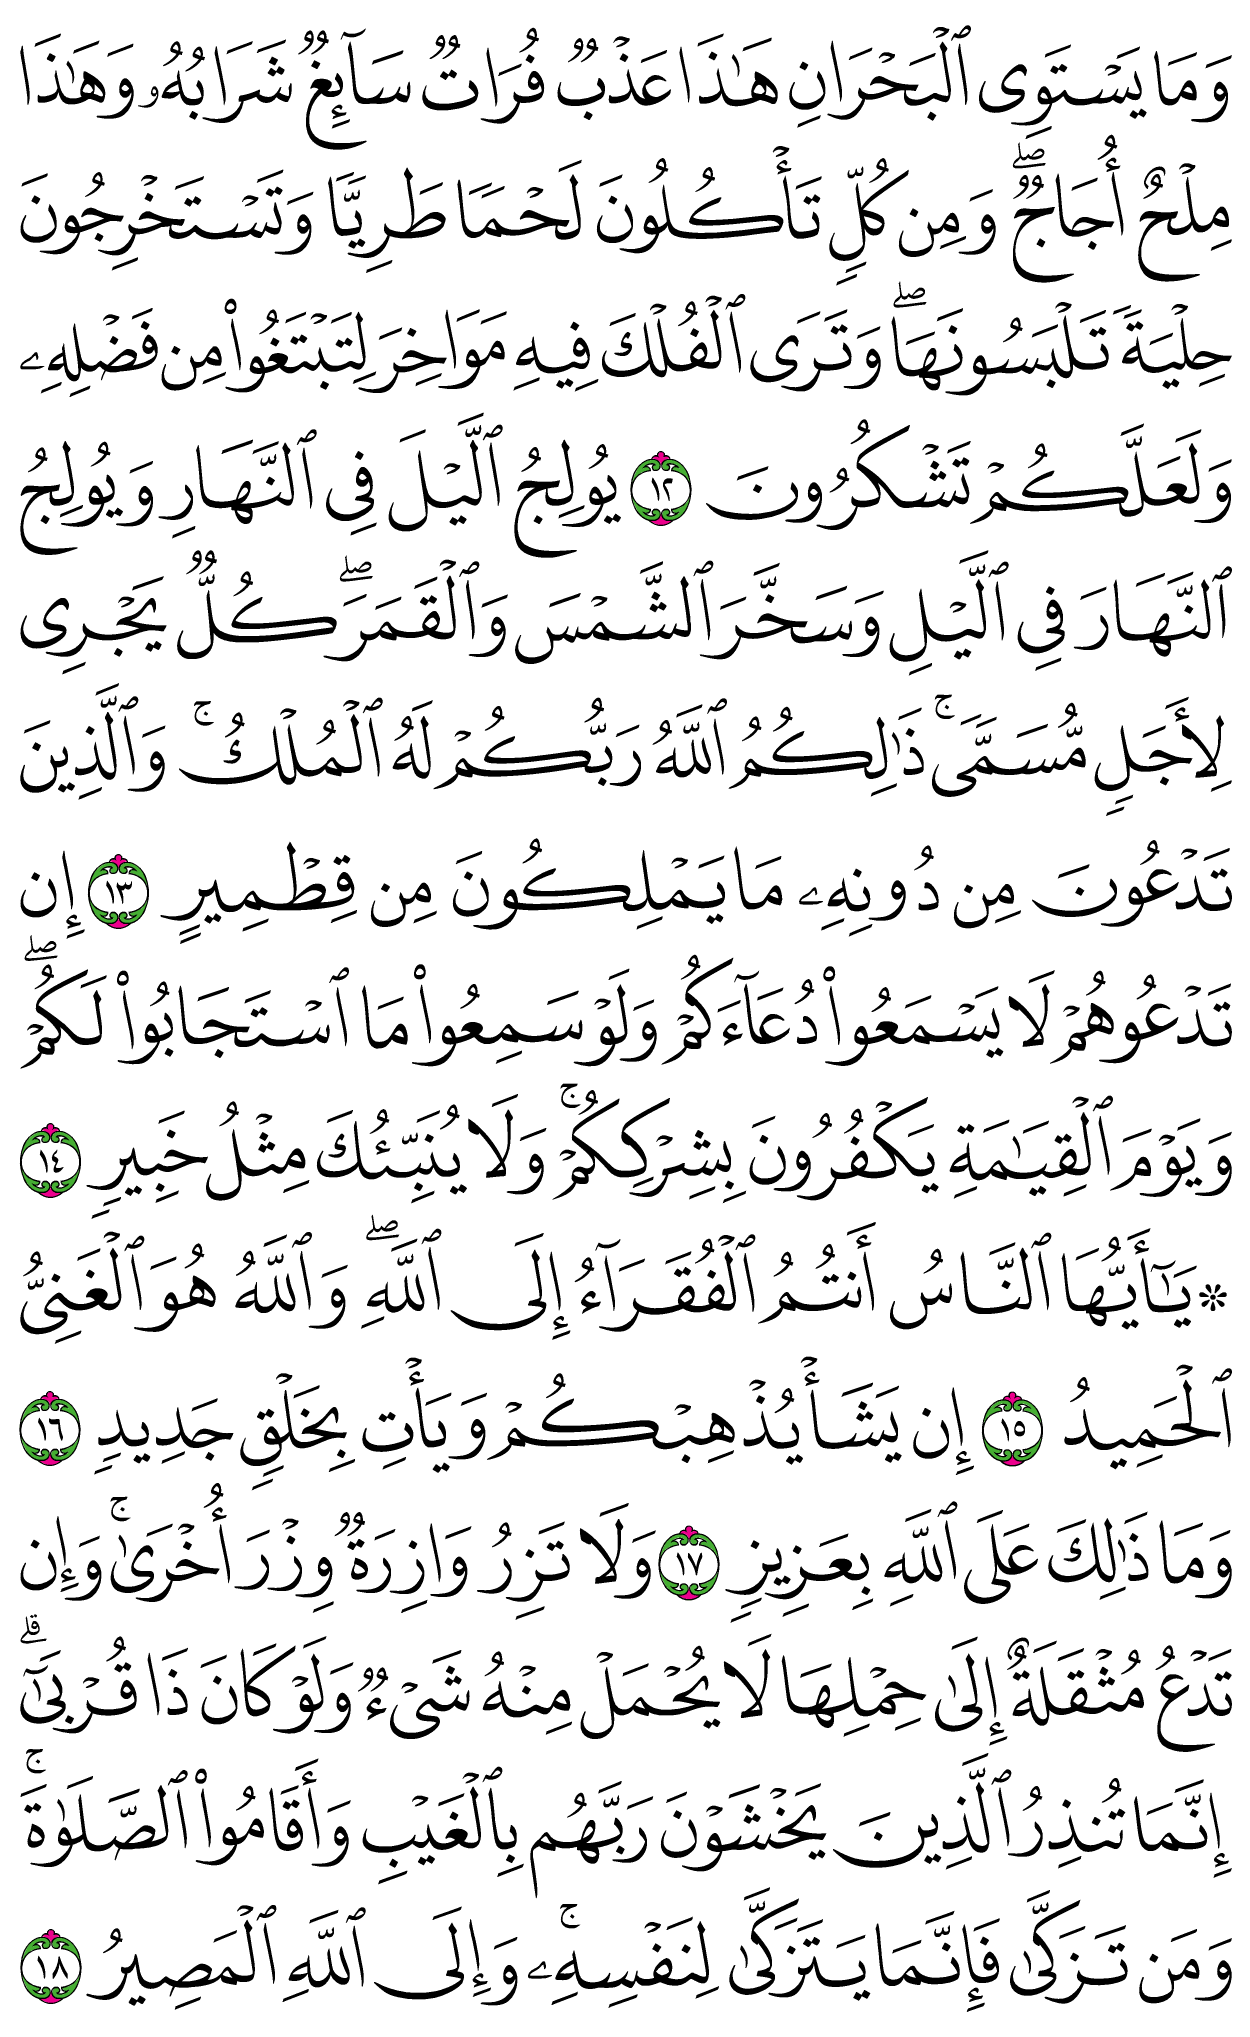 وَمَا يَسۡتَوِي ٱلۡبَحۡرَانِ هَٰذَا عَذۡبٞ فُرَاتٞ سَآئِغٞ شَرَابُهُۥ وَهَٰذَا
مِلۡحٌ أُجَاجٞۖ وَمِن كُلّٖ تَأۡكُلُونَ لَحۡمٗا طَرِيّٗا وَتَسۡتَخۡرِجُونَ
حِلۡيَةٗ تَلۡبَسُونَهَاۖ وَتَرَى ٱلۡفُلۡكَ فِيهِ مَوَاخِرَ لِتَبۡتَغُواْ مِن فَضۡلِهِۦ
وَلَعَلَّكُمۡ تَشۡكُرُونَ ١٢ يُولِجُ ٱلَّيۡلَ فِي ٱلنَّهَارِ وَيُولِجُ
ٱلنَّهَارَ فِي ٱلَّيۡلِ وَسَخَّرَ ٱلشَّمۡسَ وَٱلۡقَمَرَۖ كُلّٞ يَجۡرِي
لِأَجَلٖ مُّسَمّٗىۚ ذَٰلِكُمُ ٱللَّهُ رَبُّكُمۡ لَهُ ٱلۡمُلۡكُۚ وَٱلَّذِينَ
تَدۡعُونَ مِن دُونِهِۦ مَا يَمۡلِكُونَ مِن قِطۡمِيرٍ ١٣ إِن
تَدۡعُوهُمۡ لَا يَسۡمَعُواْ دُعَآءَكُمۡ وَلَوۡ سَمِعُواْ مَا ٱسۡتَجَابُواْ لَكُمۡۖ
وَيَوۡمَ ٱلۡقِيَٰمَةِ يَكۡفُرُونَ بِشِرۡكِكُمۡۚ وَلَا يُنَبِّئُكَ مِثۡلُ خَبِيرٖ ١٤
۞ يَٰٓأَيُّهَا ٱلنَّاسُ أَنتُمُ ٱلۡفُقَرَآءُ إِلَى ٱللَّهِۖ وَٱللَّهُ هُوَ ٱلۡغَنِيُّ
ٱلۡحَمِيدُ ١٥ إِن يَشَأۡ يُذۡهِبۡكُمۡ وَيَأۡتِ بِخَلۡقٖ جَدِيدٖ ١٦
وَمَا ذَٰلِكَ عَلَى ٱللَّهِ بِعَزِيزٖ ١٧ وَلَا تَزِرُ وَازِرَةٞ وِزۡرَ أُخۡرَىٰۚ وَإِن
تَدۡعُ مُثۡقَلَةٌ إِلَىٰ حِمۡلِهَا لَا يُحۡمَلۡ مِنۡهُ شَيۡءٞ وَلَوۡ كَانَ ذَا قُرۡبَىٰٓۗ
إِنَّمَا تُنذِرُ ٱلَّذِينَ يَخۡشَوۡنَ رَبَّهُم بِٱلۡغَيۡبِ وَأَقَامُواْ ٱلصَّلَوٰةَۚ
وَمَن تَزَكَّىٰ فَإِنَّمَا يَتَزَكَّىٰ لِنَفۡسِهِۦۚ وَإِلَى ٱللَّهِ ٱلۡمَصِيرُ ١٨